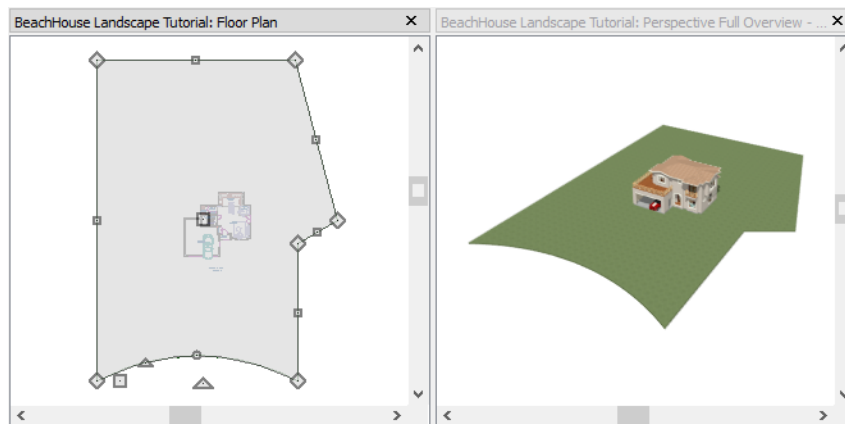 BeachHouse Landscape Tutorial: Floor Plan
BeachHouse Landscape Tutorial: Perspective Full Overview - ...